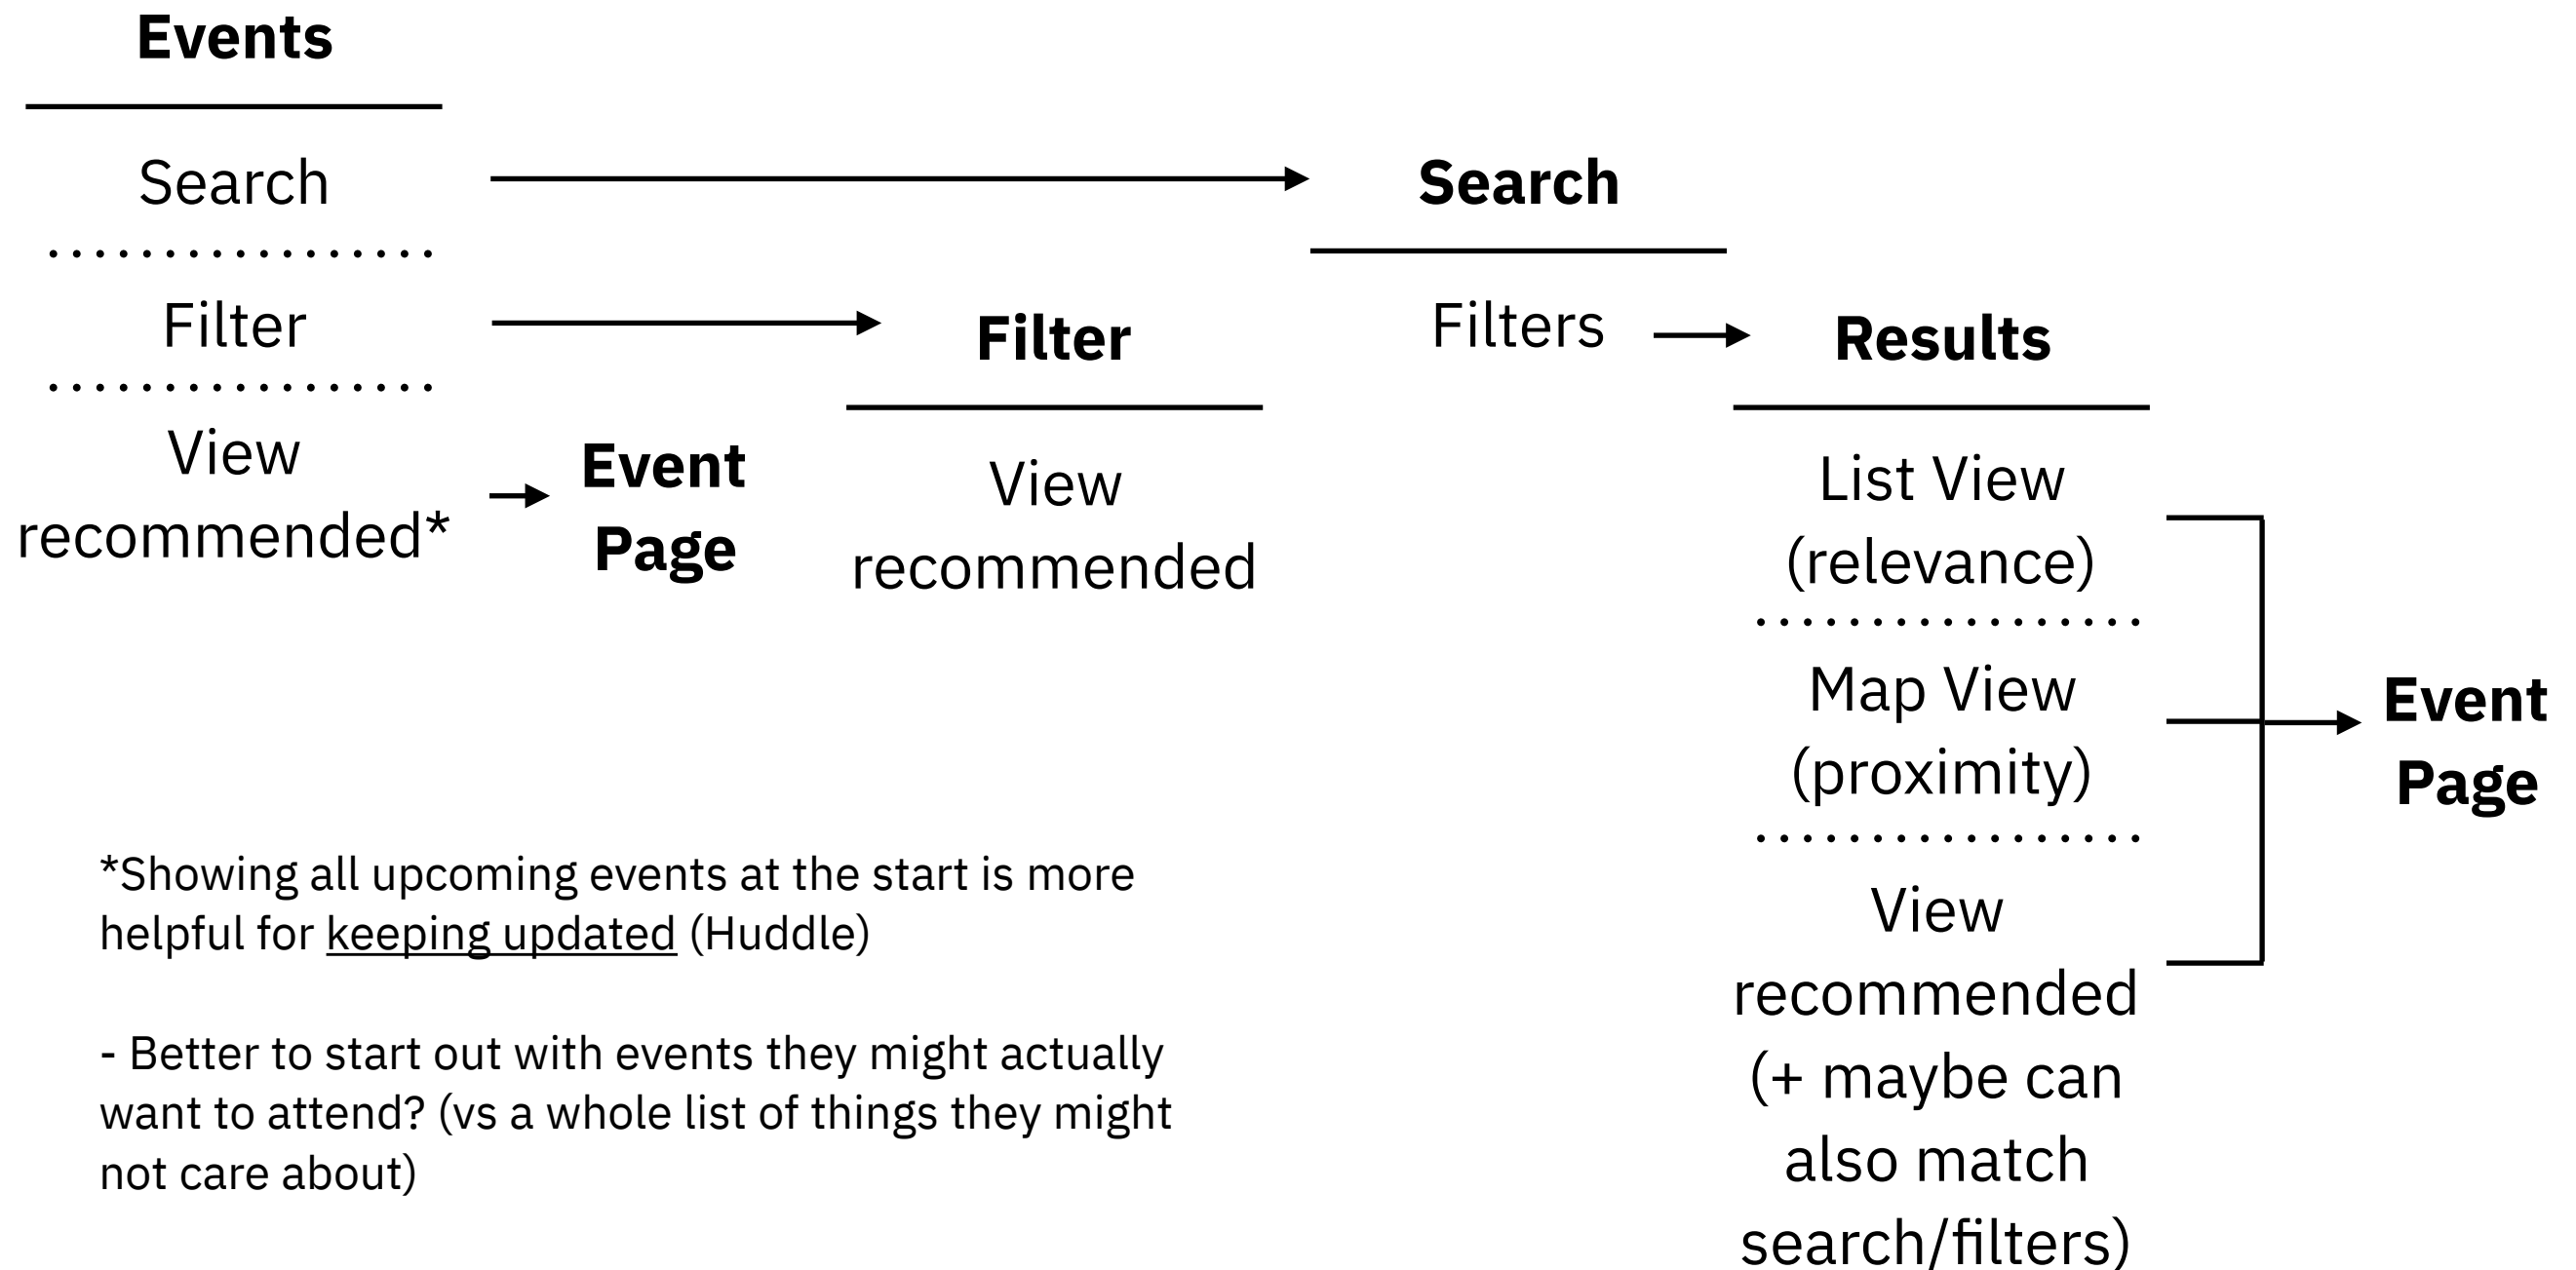 Events
Search
Filter
View
recommended*
Event
Page
Filter
View
recommended
Search
Filters
Results
List View
(relevance)
Map View
(proximity)
View
recommended
(+ maybe can
also match
search/filters)
Event
Page
*Showing all upcoming events at the start is more
helpful for keeping updated (Huddle)
- Better to start out with events they might actually
want to attend? (vs a whole list of things they might
not care about)